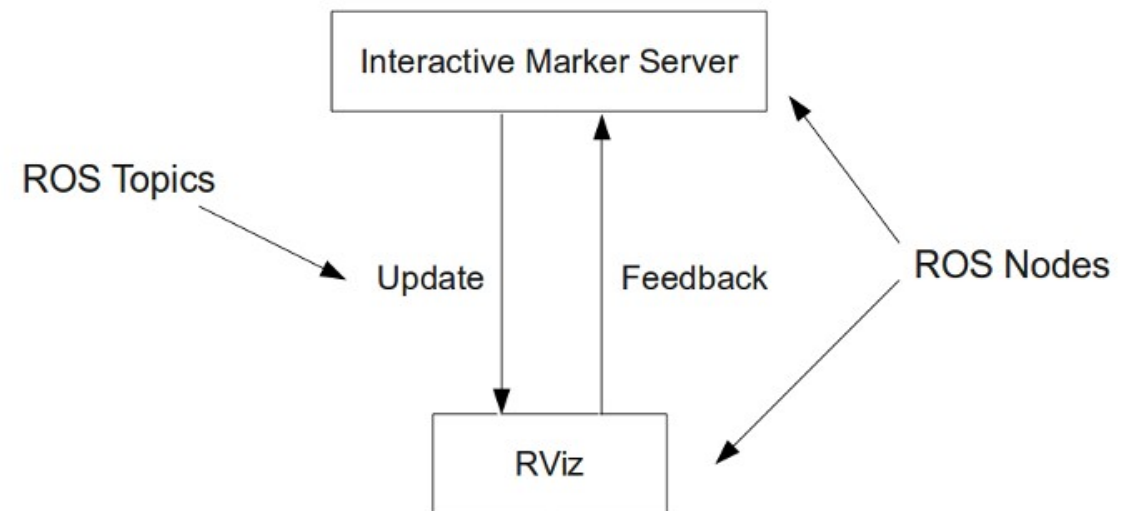 Interactive Marker Server
ROS Topics
Update
Feedback
ROS Nodes
RViz